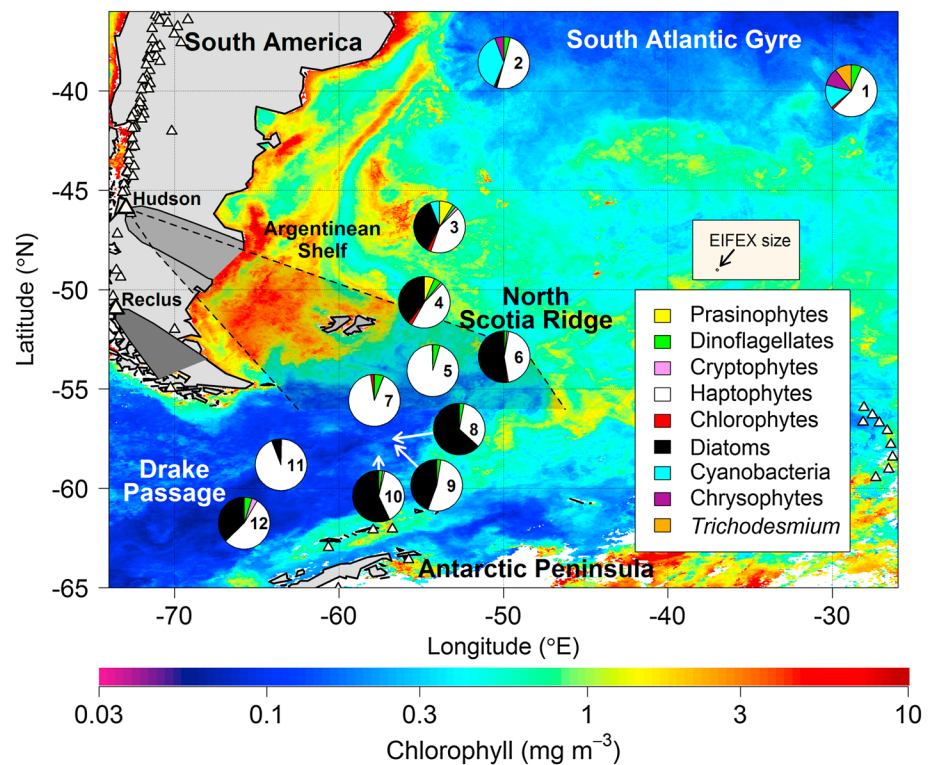 South America
South Atlantic Gyre
2
1
Hudson
3
Argentinean
Shelf
EIFEX size
Reclus
4
North
Scotia Ridge
6
5
7
8
Drake
Passage
11
9
10
12
Antarctic Peninsula
Prasinophytes
Dinoflagellates
Cryptophytes
Haptophytes
Chlorophytes
Diatoms
Cyanobacteria
Chrysophytes
Trichodesmium
Latitude (°N)
-40
-45
-50
-55
-60
-65
-70 -60 -50 -40 -30
Longitude (°E)
0.03 0.1 0.3 1 3 10
Chlorophyll (mg m⁻³)